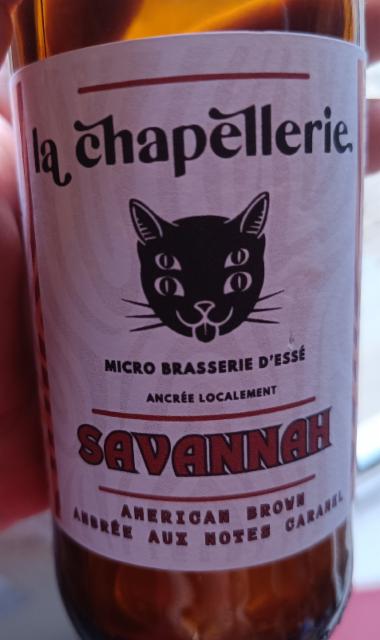 la chapellerie
MICRO BRASSERIE D'ESSÉ
ANCRÉE LOCALEMENT
SAVANNAH
AMERICAN BROWN
AMBRÉE AUX NOTES CARAMEL